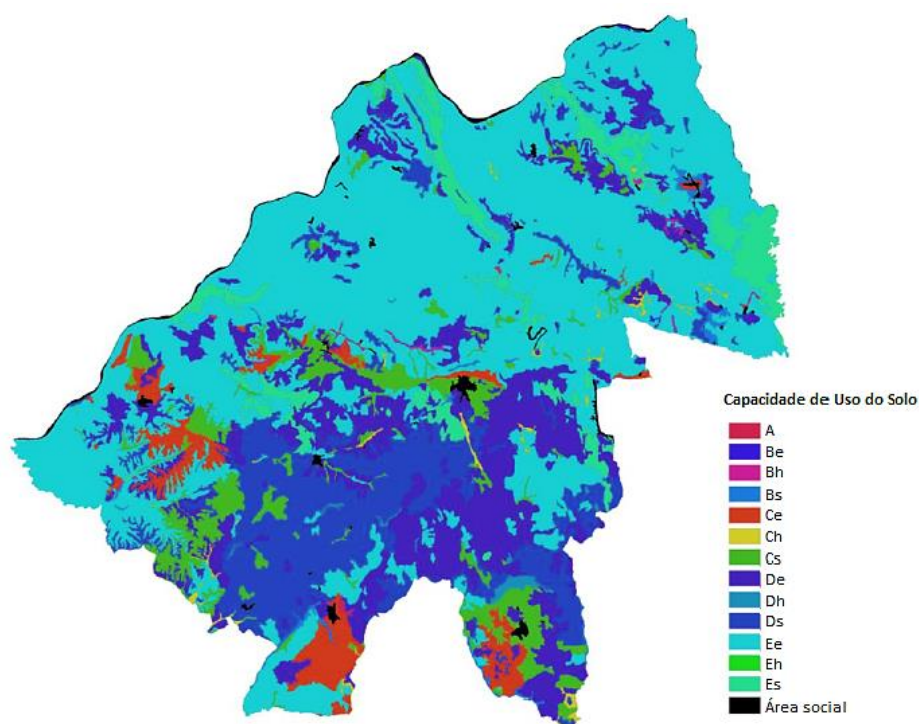 Capacidade de Uso do Solo
A
Be
Bh
Bs
Ce
Ch
Cs
De
Dh
Ds
Ee
Eh
Es
Área social